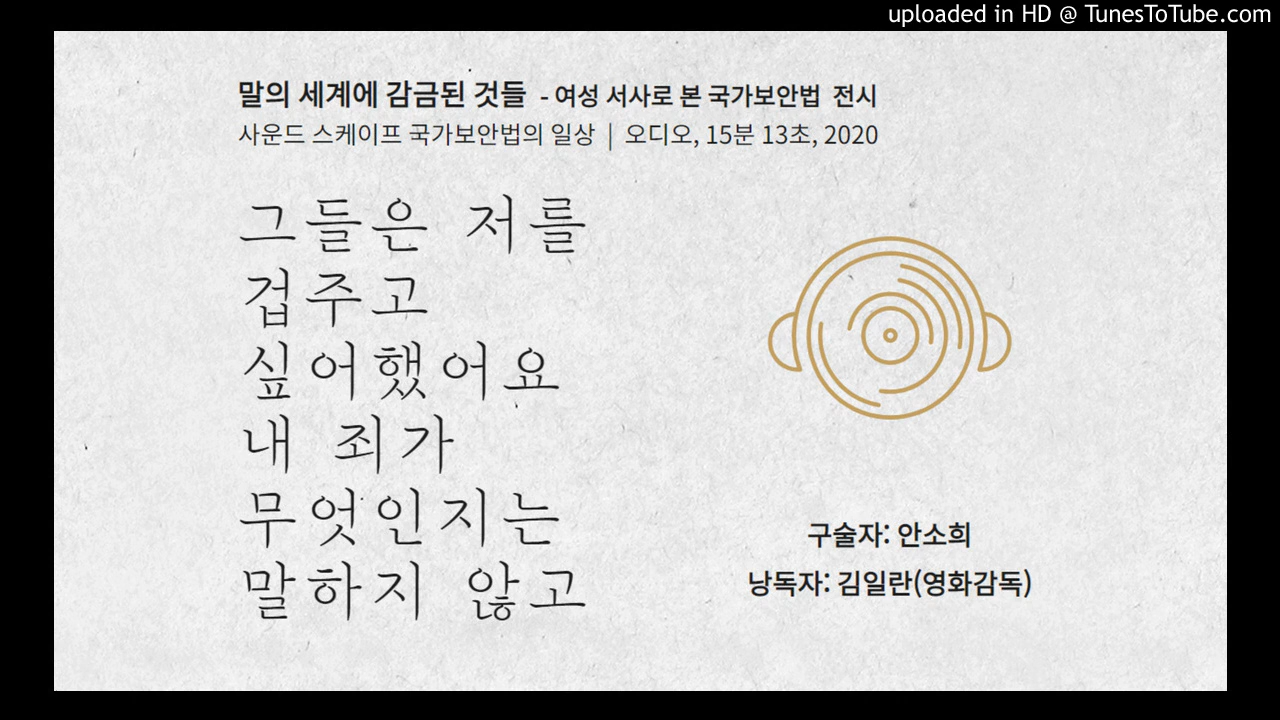 uploaded in HD @ TunesToTube.com
말의 세계에 감금된 것들 - 여성 서사로 본 국가보안법 전시
사운드 스케이프 국가보안법의 일상 | 오디오, 15분 13초, 2020
그들은 저를
겁주고
싶어했어요
내 죄가
무엇인지는
말하지 않고
구술자: 안소희
낭독자: 김일란(영화감독)